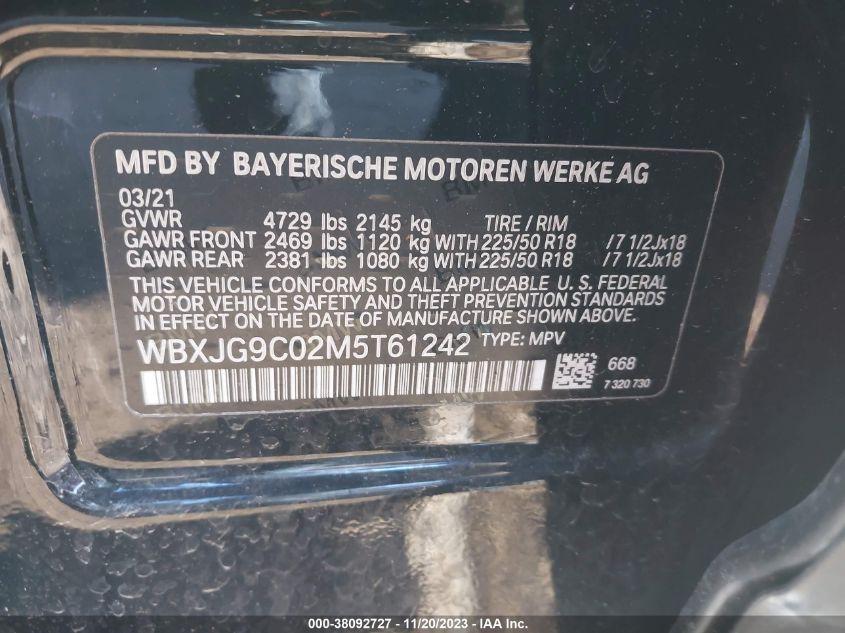 MFD BY BAYERISCHE MOTOREN WERKE AG
03/21
GVWR 4729 lbs 2145 kg TIRE / RIM
GAWR FRONT 2469 lbs 1120 kg WITH 225/50 R18 /7 1/2Jx18
GAWR REAR 2381 lbs 1080 kg WITH 225/50 R18 /7 1/2Jx18
THIS VEHICLE CONFORMS TO ALL APPLICABLE U. S. FEDERAL
MOTOR VEHICLE SAFETY AND THEFT PREVENTION STANDARDS
IN EFFECT ON THE DATE OF MANUFACTURE SHOWN ABOVE.
WBXJG9C02M5T61242 TYPE: MPV
668
7 320 730
000-38092727 - 11/20/2023 - IAA Inc.